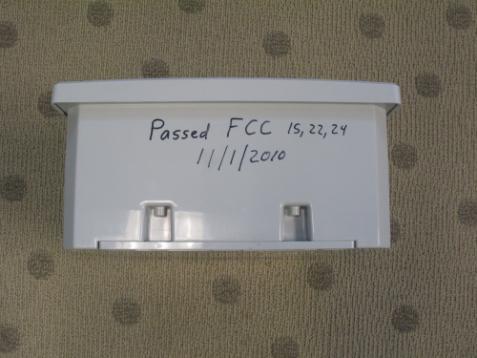 Passed FCC 15, 22, 24
11/1/2010